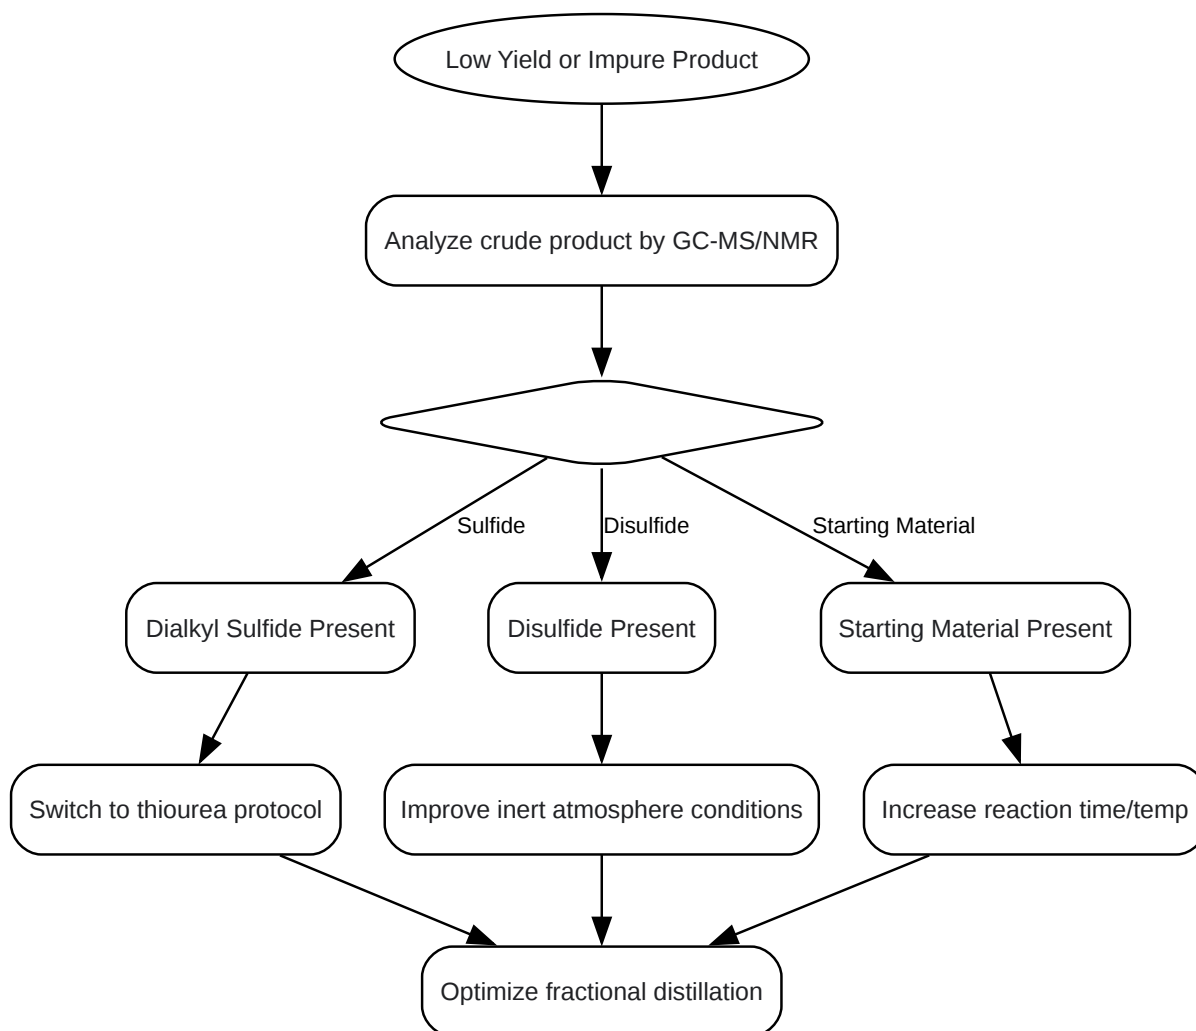 Low Yield or Impure Product
Analyze crude product by GC-MS/NMR
Sulfide
Disulfide
Starting Material
Dialkyl Sulfide Present
Disulfide Present
Starting Material Present
Switch to thiourea protocol
Improve inert atmosphere conditions
Increase reaction time/temp
Optimize fractional distillation